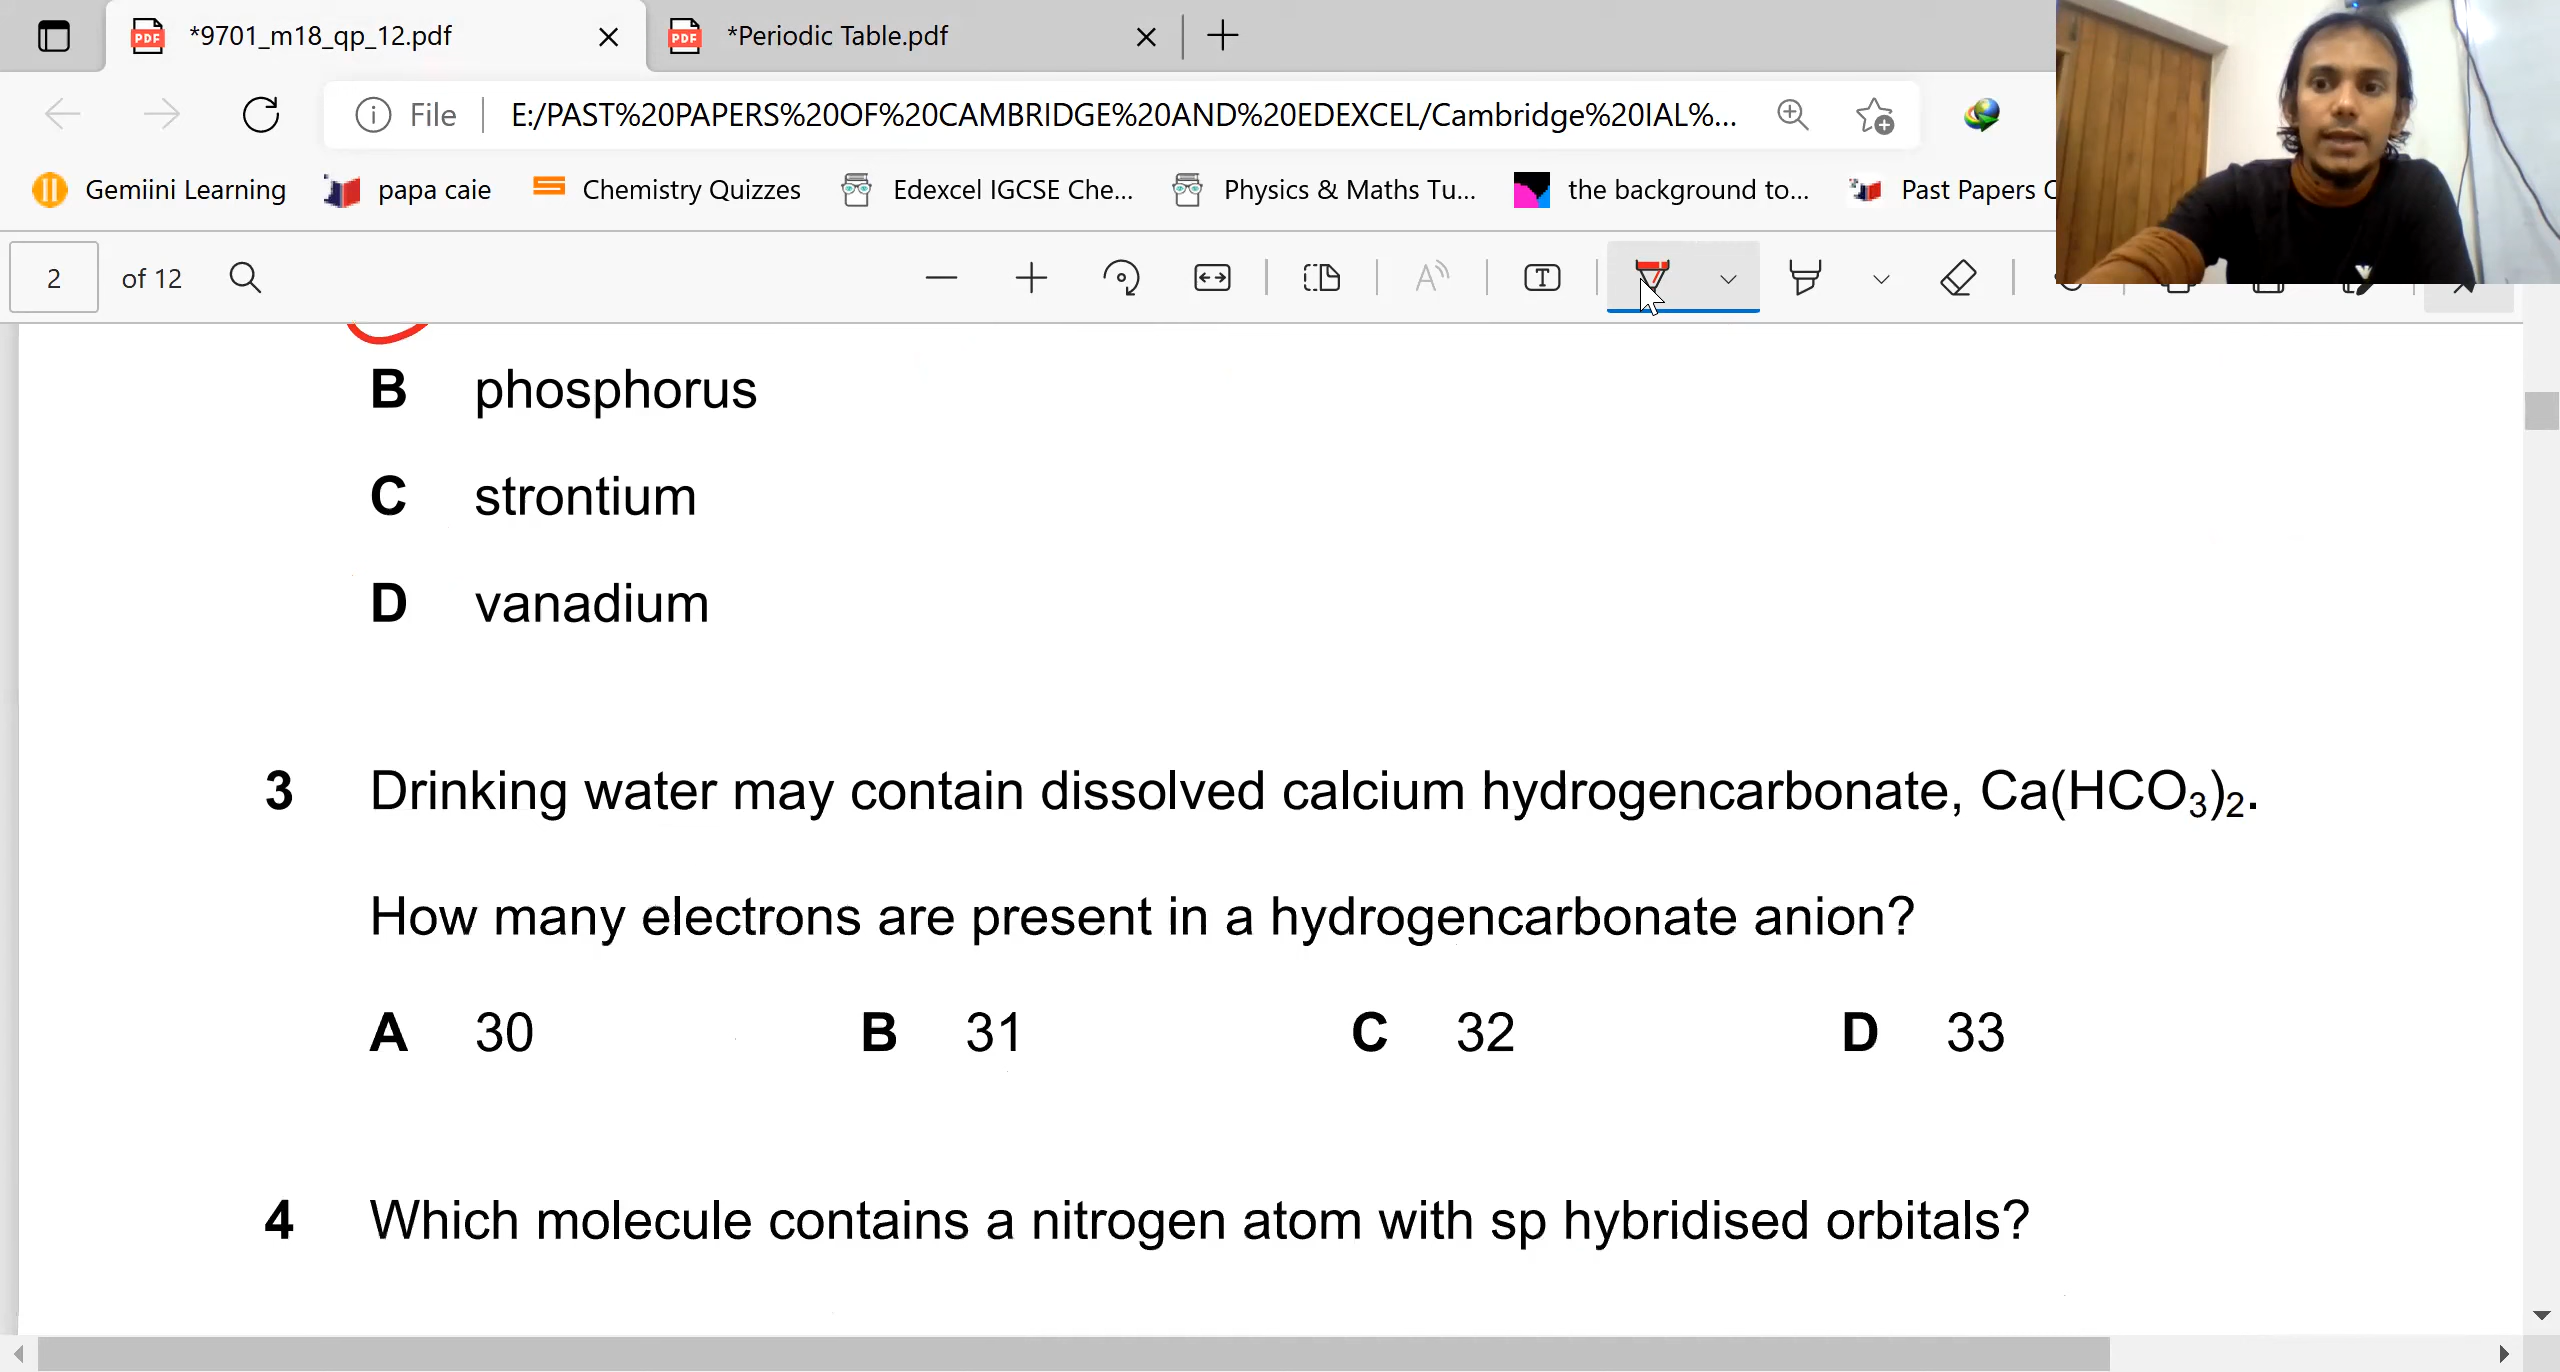 *9701_m18_qp_12.pdf
*Periodic Table.pdf
File
E:/PAST%20PAPERS%20OF%20CAMBRIDGE%20AND%20EDEXCEL/Cambridge%20IAL%...
Gemiini Learning
papa caie
Chemistry Quizzes
Edexcel IGCSE Che...
Physics & Maths Tu...
the background to...
Past Papers
2 of 12
B phosphorus
C strontium
D vanadium
3 Drinking water may contain dissolved calcium hydrogencarbonate, Ca(HCO₃)₂.
How many electrons are present in a hydrogencarbonate anion?
A 30 B 31 C 32 D 33
4 Which molecule contains a nitrogen atom with sp hybridised orbitals?